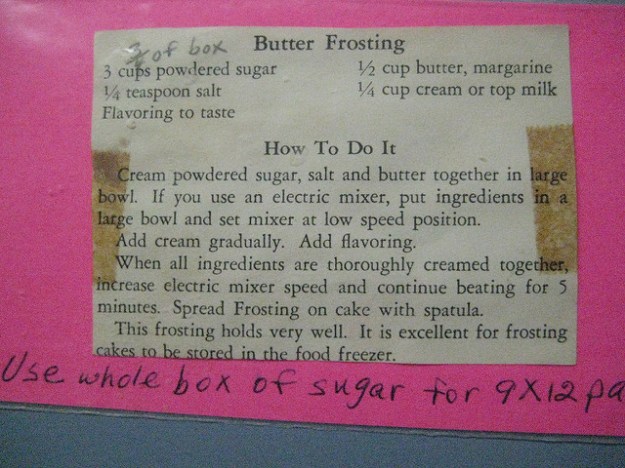 3/4 of box
Butter Frosting
3 cups powdered sugar ½ cup butter, margarine
¼ teaspoon salt ¼ cup cream or top milk
Flavoring to taste
How To Do It
Cream powdered sugar, salt and butter together in large
bowl. If you use an electric mixer, put ingredients in a
large bowl and set mixer at low speed position.
Add cream gradually. Add flavoring.
When all ingredients are thoroughly creamed together,
increase electric mixer speed and continue beating for 5
minutes. Spread Frosting on cake with spatula.
This frosting holds very well. It is excellent for frosting
cakes to be stored in the food freezer.
Use whole box of sugar for 9X12 pa